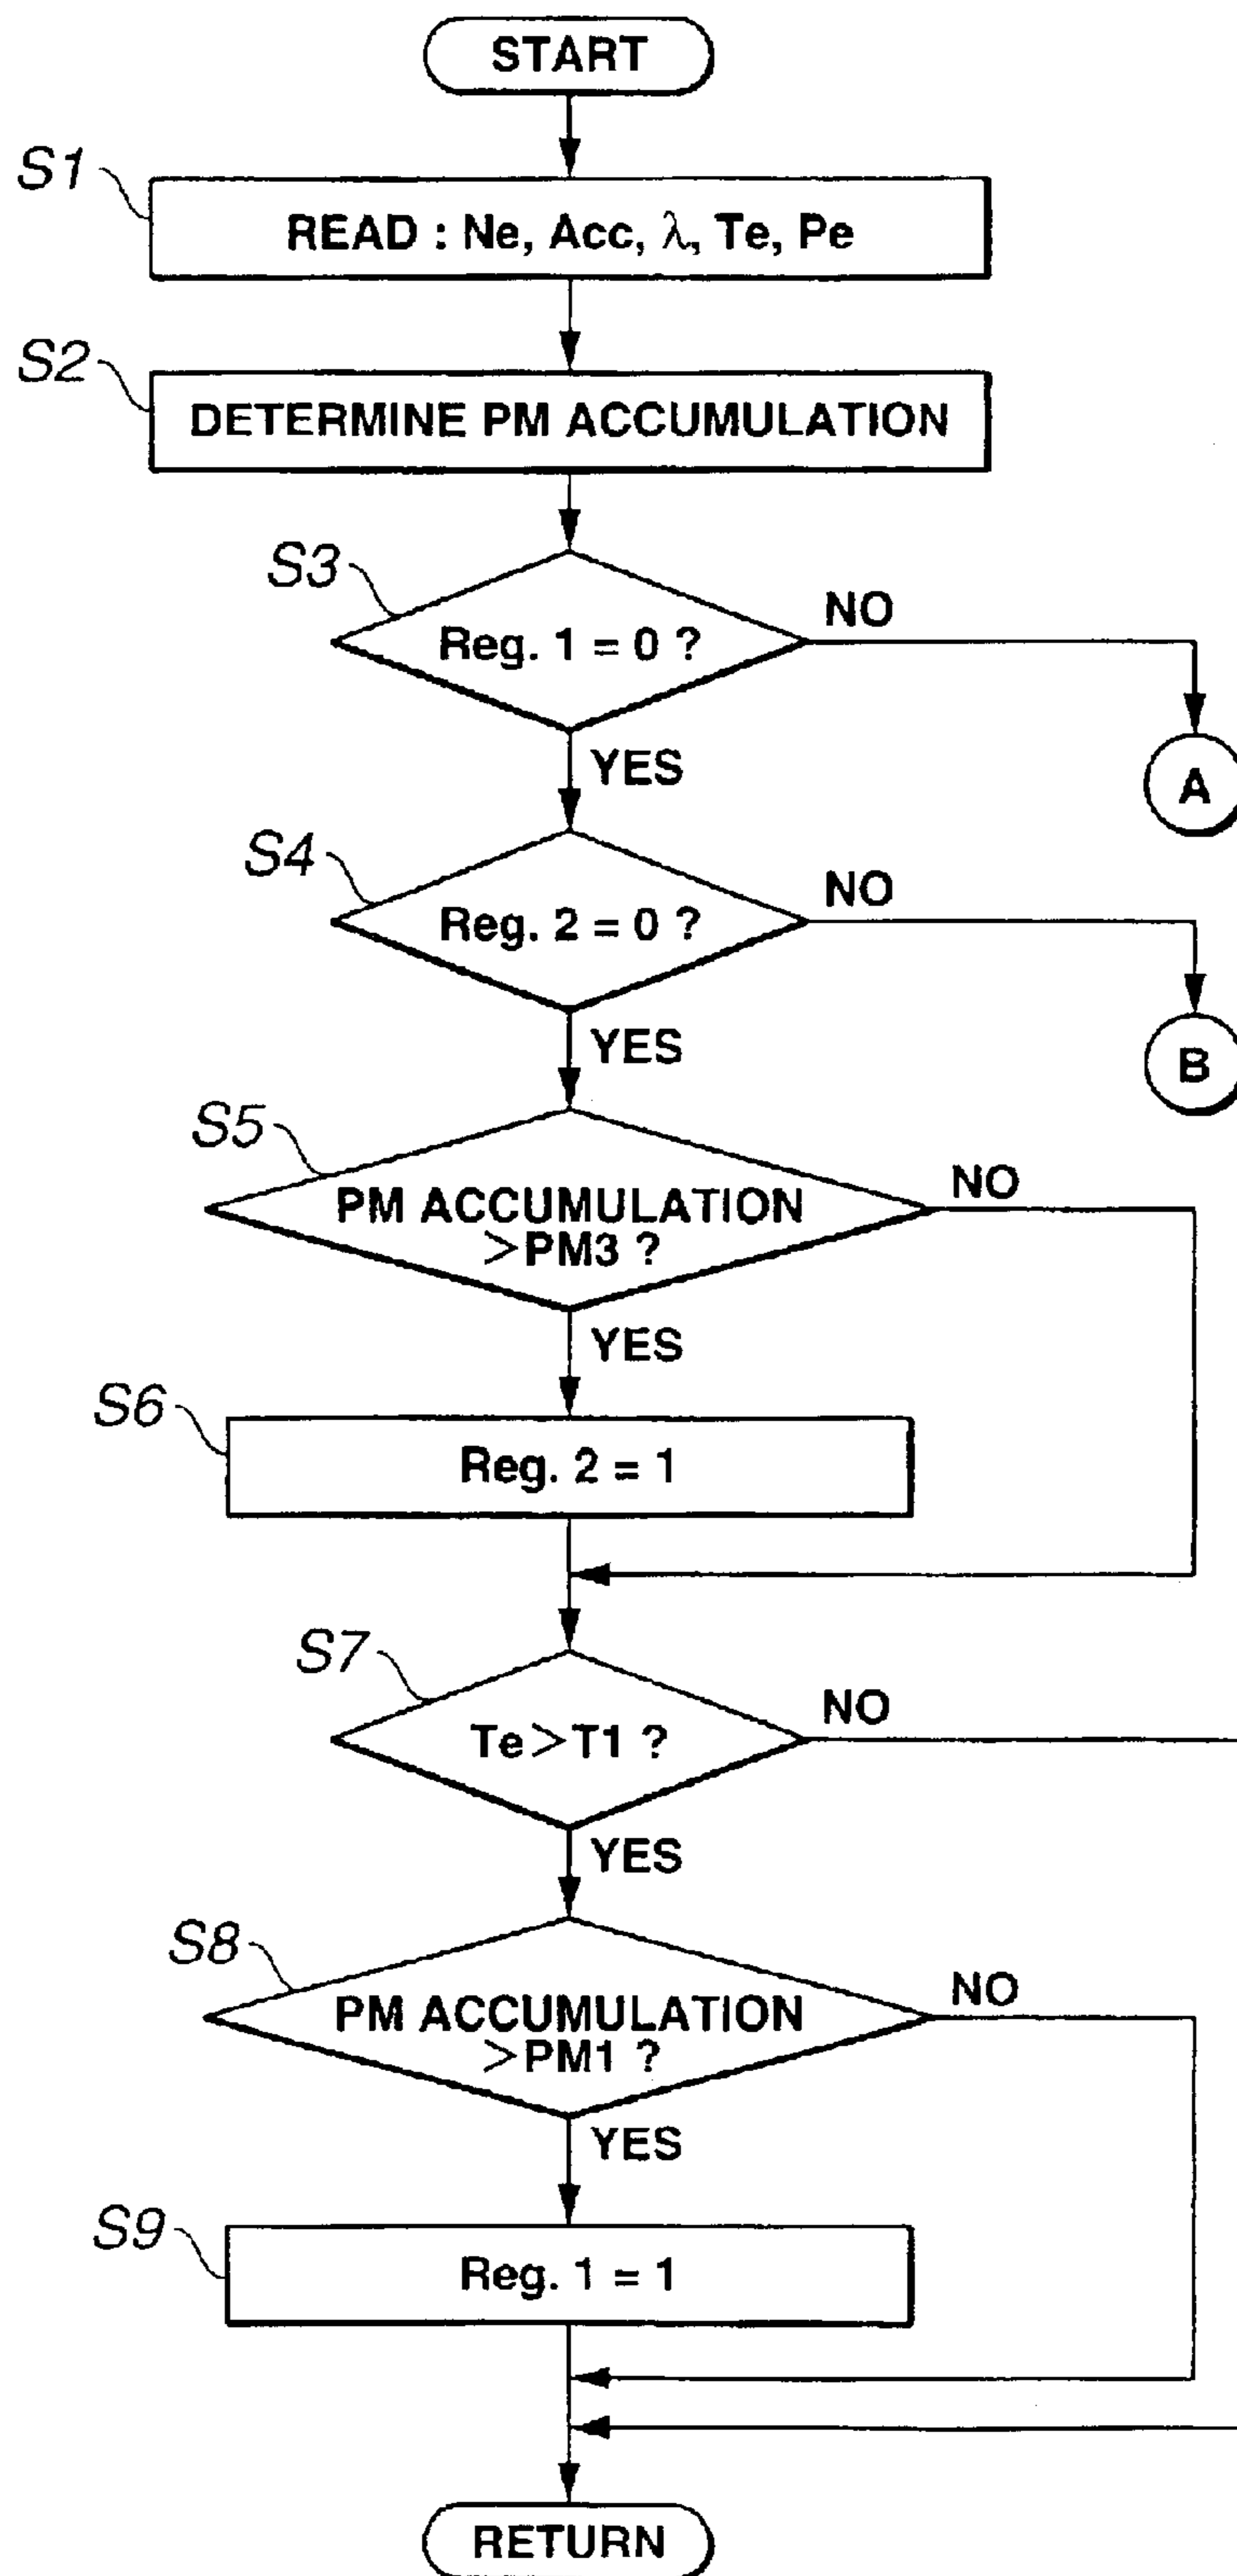 START
S1
READ : Ne, Acc, λ, Te, Pe
S2
DETERMINE PM ACCUMULATION
S3
Reg. 1 = 0 ?
NO
YES
A
S4
Reg. 2 = 0 ?
NO
YES
B
S5
PM ACCUMULATION
>PM3 ?
NO
YES
S6
Reg. 2 = 1
S7
Te>T1 ?
NO
YES
S8
PM ACCUMULATION
>PM1 ?
NO
YES
S9
Reg. 1 = 1
RETURN